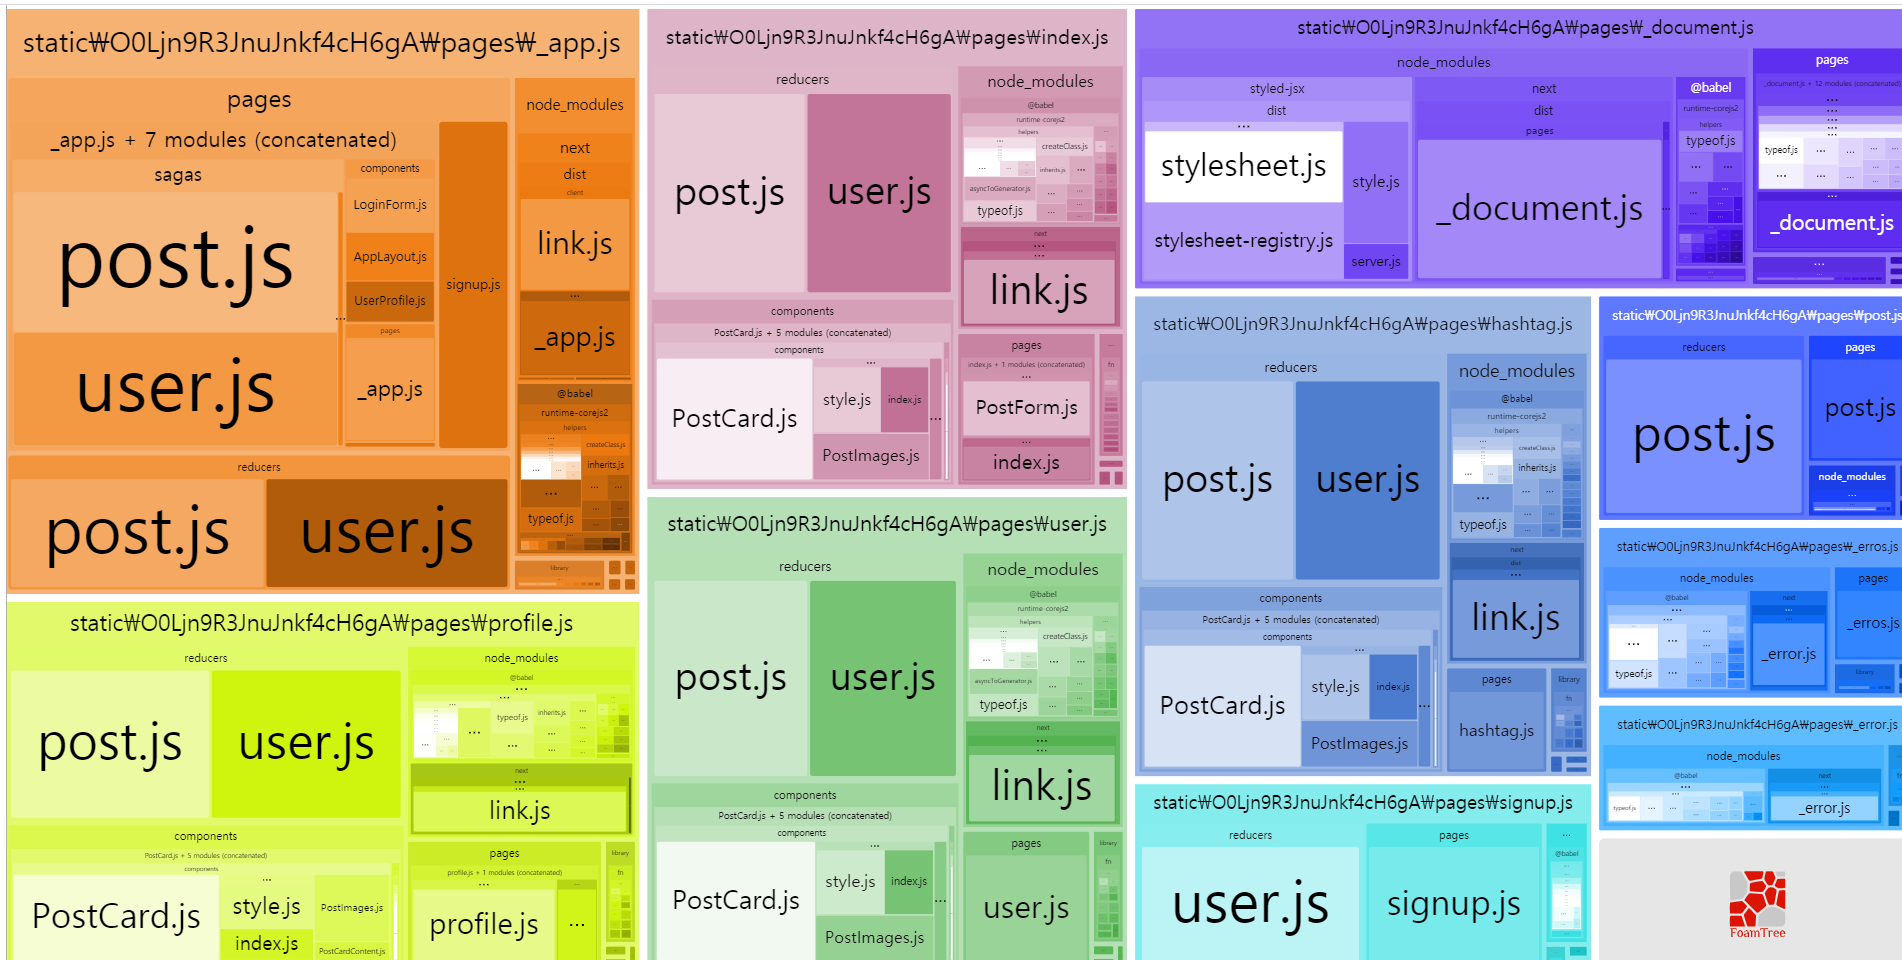 static₩O0Ljn9R3JnuJnkf4cH6gA₩pages₩_app.js
pages
_app.js + 7 modules (concatenated)
sagas
post.js
user.js
...
components
LoginForm.js
AppLayout.js
UserProfile.js
pages
_app.js
signup.js
reducers
post.js
user.js
node_modules
next
dist
client
link.js
...
_app.js
@babel
runtime-corejs2
helpers
...
createClass.js
inherits.js
...
typeof.js
library
static₩O0Ljn9R3JnuJnkf4cH6gA₩pages₩profile.js
reducers
post.js
user.js
components
PostCard.js + 5 modules (concatenated)
components
PostCard.js
...
style.js
index.js
PostImages.js
PostCardContent.js
node_modules
@babel
...
typeof.js
inherits.js
next
...
link.js
pages
profile.js + 1 modules (concatenated)
...
profile.js
...
library
fn
static₩O0Ljn9R3JnuJnkf4cH6gA₩pages₩index.js
reducers
post.js
user.js
components
PostCard.js + 5 modules (concatenated)
components
PostCard.js
...
style.js
index.js
PostImages.js
...
node_modules
@babel
runtime-corejs2
helpers
createClass.js
inherits.js
asyncToGenerator.js
typeof.js
next
...
link.js
pages
index.js + 1 modules (concatenated)
...
PostForm.js
...
index.js
...
fn
static₩O0Ljn9R3JnuJnkf4cH6gA₩pages₩user.js
reducers
post.js
user.js
components
PostCard.js + 5 modules (concatenated)
components
PostCard.js
...
style.js
index.js
PostImages.js
...
node_modules
@babel
runtime-corejs2
helpers
createClass.js
asyncToGenerator.js
typeof.js
next
...
link.js
pages
user.js
library
fn
static₩O0Ljn9R3JnuJnkf4cH6gA₩pages₩_document.js
node_modules
styled-jsx
dist
...
stylesheet.js
stylesheet-registry.js
style.js
server.js
next
dist
pages
_document.js
@babel
runtime-corejs2
helpers
typeof.js
pages
_document.js + 12 modules (concatenated)
...
typeof.js
...
_document.js
...
static₩O0Ljn9R3JnuJnkf4cH6gA₩pages₩hashtag.js
reducers
post.js
user.js
components
PostCard.js + 5 modules (concatenated)
components
PostCard.js
...
style.js
index.js
PostImages.js
...
node_modules
@babel
runtime-corejs2
helpers
createClass.js
inherits.js
...
typeof.js
next
dist
...
link.js
pages
hashtag.js
library
fn
static₩O0Ljn9R3JnuJnkf4cH6gA₩pages₩signup.js
reducers
user.js
pages
signup.js
...
@babel
static₩O0Ljn9R3JnuJnkf4cH6gA₩pages₩post.js
reducers
post.js
pages
post.js
node_modules
...
static₩O0Ljn9R3JnuJnkf4cH6gA₩pages₩_erros.js
node_modules
@babel
...
typeof.js
next
...
_error.js
pages
_erros.js
library
static₩O0Ljn9R3JnuJnkf4cH6gA₩pages₩_error.js
node_modules
@babel
...
typeof.js
next
...
_error.js
FoamTree